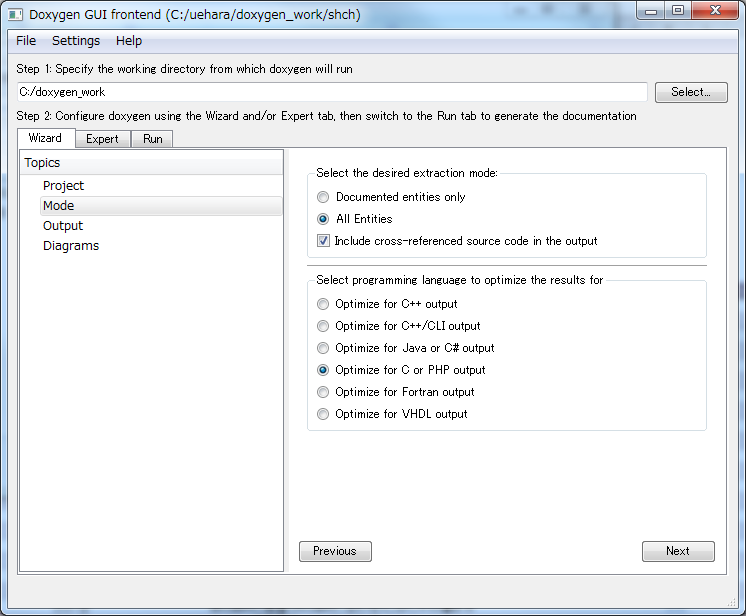 Doxygen GUI frontend (C:/uehara/doxygen_work/shch)
File Settings Help
Step 1: Specify the working directory from which doxygen will run
C:/doxygen_work
Select...
Step 2: Configure doxygen using the Wizard and/or Expert tab, then switch to the Run tab to generate the documentation
Wizard Expert Run
Topics
Project
Mode
Output
Diagrams
Select the desired extraction mode:
Documented entities only
All Entities
Include cross-referenced source code in the output
Select programming language to optimize the results for
Optimize for C++ output
Optimize for C++/CLI output
Optimize for Java or C# output
Optimize for C or PHP output
Optimize for Fortran output
Optimize for VHDL output
Previous
Next